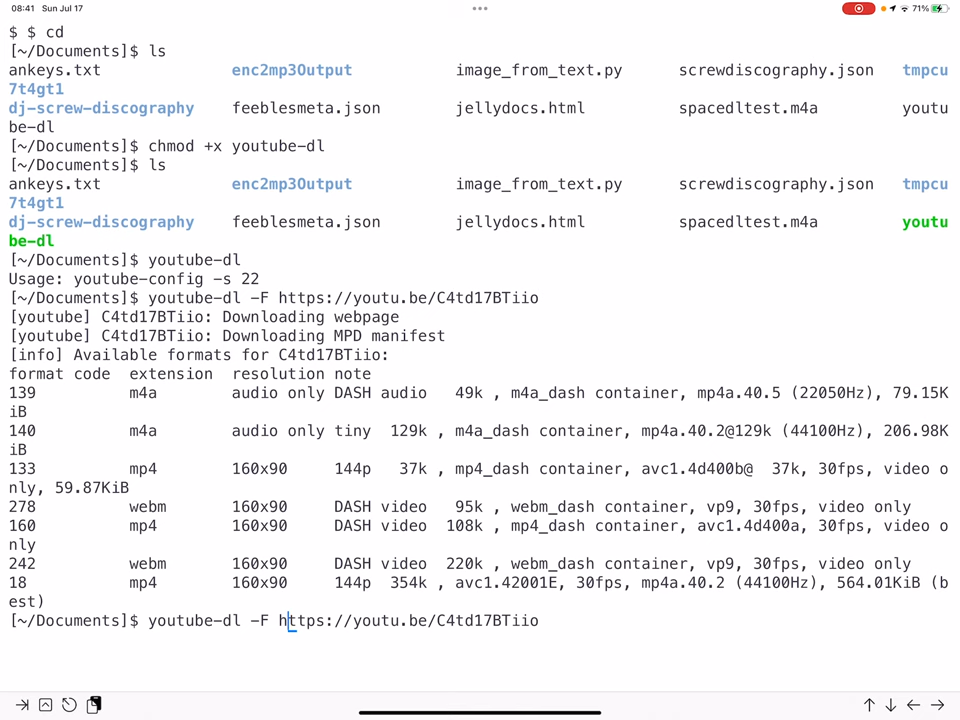 08:41 Sun Jul 17
71%
$ $ cd
[~/Documents]$ ls
ankeys.txt enc2mp3Output image_from_text.py screwdiscography.json tmpcu
7t4gt1
dj-screw-discography feeblesmeta.json jellydocs.html spacedltest.m4a youtu
be-dl
[~/Documents]$ chmod +x youtube-dl
[~/Documents]$ ls
ankeys.txt enc2mp3Output image_from_text.py screwdiscography.json tmpcu
7t4gt1
dj-screw-discography feeblesmeta.json jellydocs.html spacedltest.m4a youtu
be-dl
[~/Documents]$ youtube-dl
Usage: youtube-config -s 22
[~/Documents]$ youtube-dl -F https://youtu.be/C4td17BTiio
[youtube] C4td17BTiio: Downloading webpage
[youtube] C4td17BTiio: Downloading MPD manifest
[info] Available formats for C4td17BTiio:
format code extension resolution note
139 m4a audio only DASH audio 49k , m4a_dash container, mp4a.40.5 (22050Hz), 79.15K
iB
140 m4a audio only tiny 129k , m4a_dash container, mp4a.40.2@129k (44100Hz), 206.98K
iB
133 mp4 160x90 144p 37k , mp4_dash container, avc1.4d400b@ 37k, 30fps, video o
nly, 59.87KiB
278 webm 160x90 DASH video 95k , webm_dash container, vp9, 30fps, video only
160 mp4 160x90 DASH video 108k , mp4_dash container, avc1.4d400a, 30fps, video o
nly
242 webm 160x90 DASH video 220k , webm_dash container, vp9, 30fps, video only
18 mp4 160x90 144p 354k , avc1.42001E, 30fps, mp4a.40.2 (44100Hz), 564.01KiB (b
est)
[~/Documents]$ youtube-dl -F https://youtu.be/C4td17BTiio